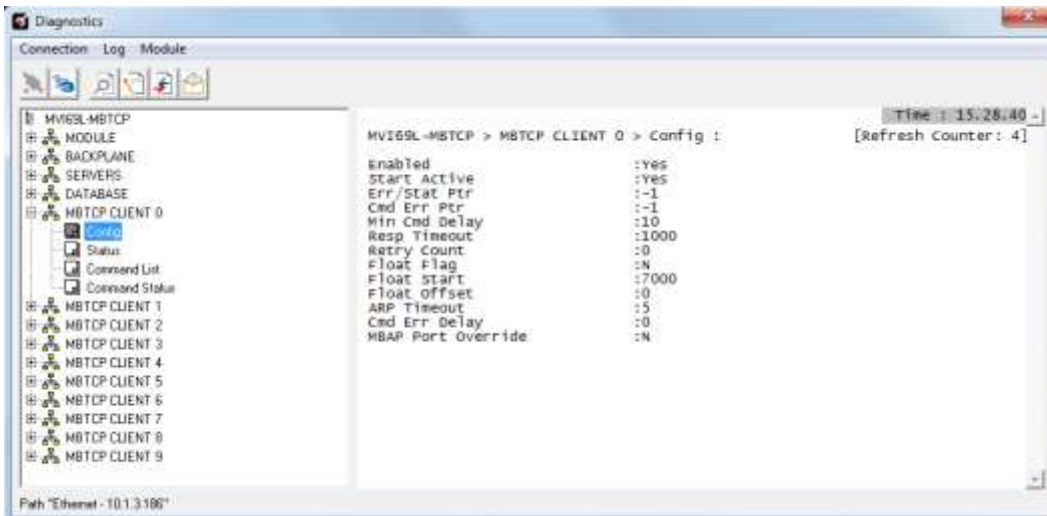 Diagnostics
Connection Log Module
MVI69L-MBTCP
MODULE
BACKPLANE
SERVERS
DATABASE
MBTCP CLIENT 0
Config
Status
Command List
Command Status
MBTCP CLIENT 1
MBTCP CLIENT 2
MBTCP CLIENT 3
MBTCP CLIENT 4
MBTCP CLIENT 5
MBTCP CLIENT 6
MBTCP CLIENT 7
MBTCP CLIENT 8
MBTCP CLIENT 9
Time : 15.28.40
MVI69L-MBTCP > MBTCP CLIENT 0 > Config : [Refresh Counter: 4]
Enabled :Yes
Start Active :Yes
Err/Stat Ptr :-1
Cmd Err Ptr :-1
Min Cmd Delay :10
Resp Timeout :1000
Retry Count :0
Float Flag :N
Float Start :7000
Float Offset :0
ARP Timeout :5
Cmd Err Delay :0
MBAP Port Override :N
Path "Ethernet - 10.1.3.186"